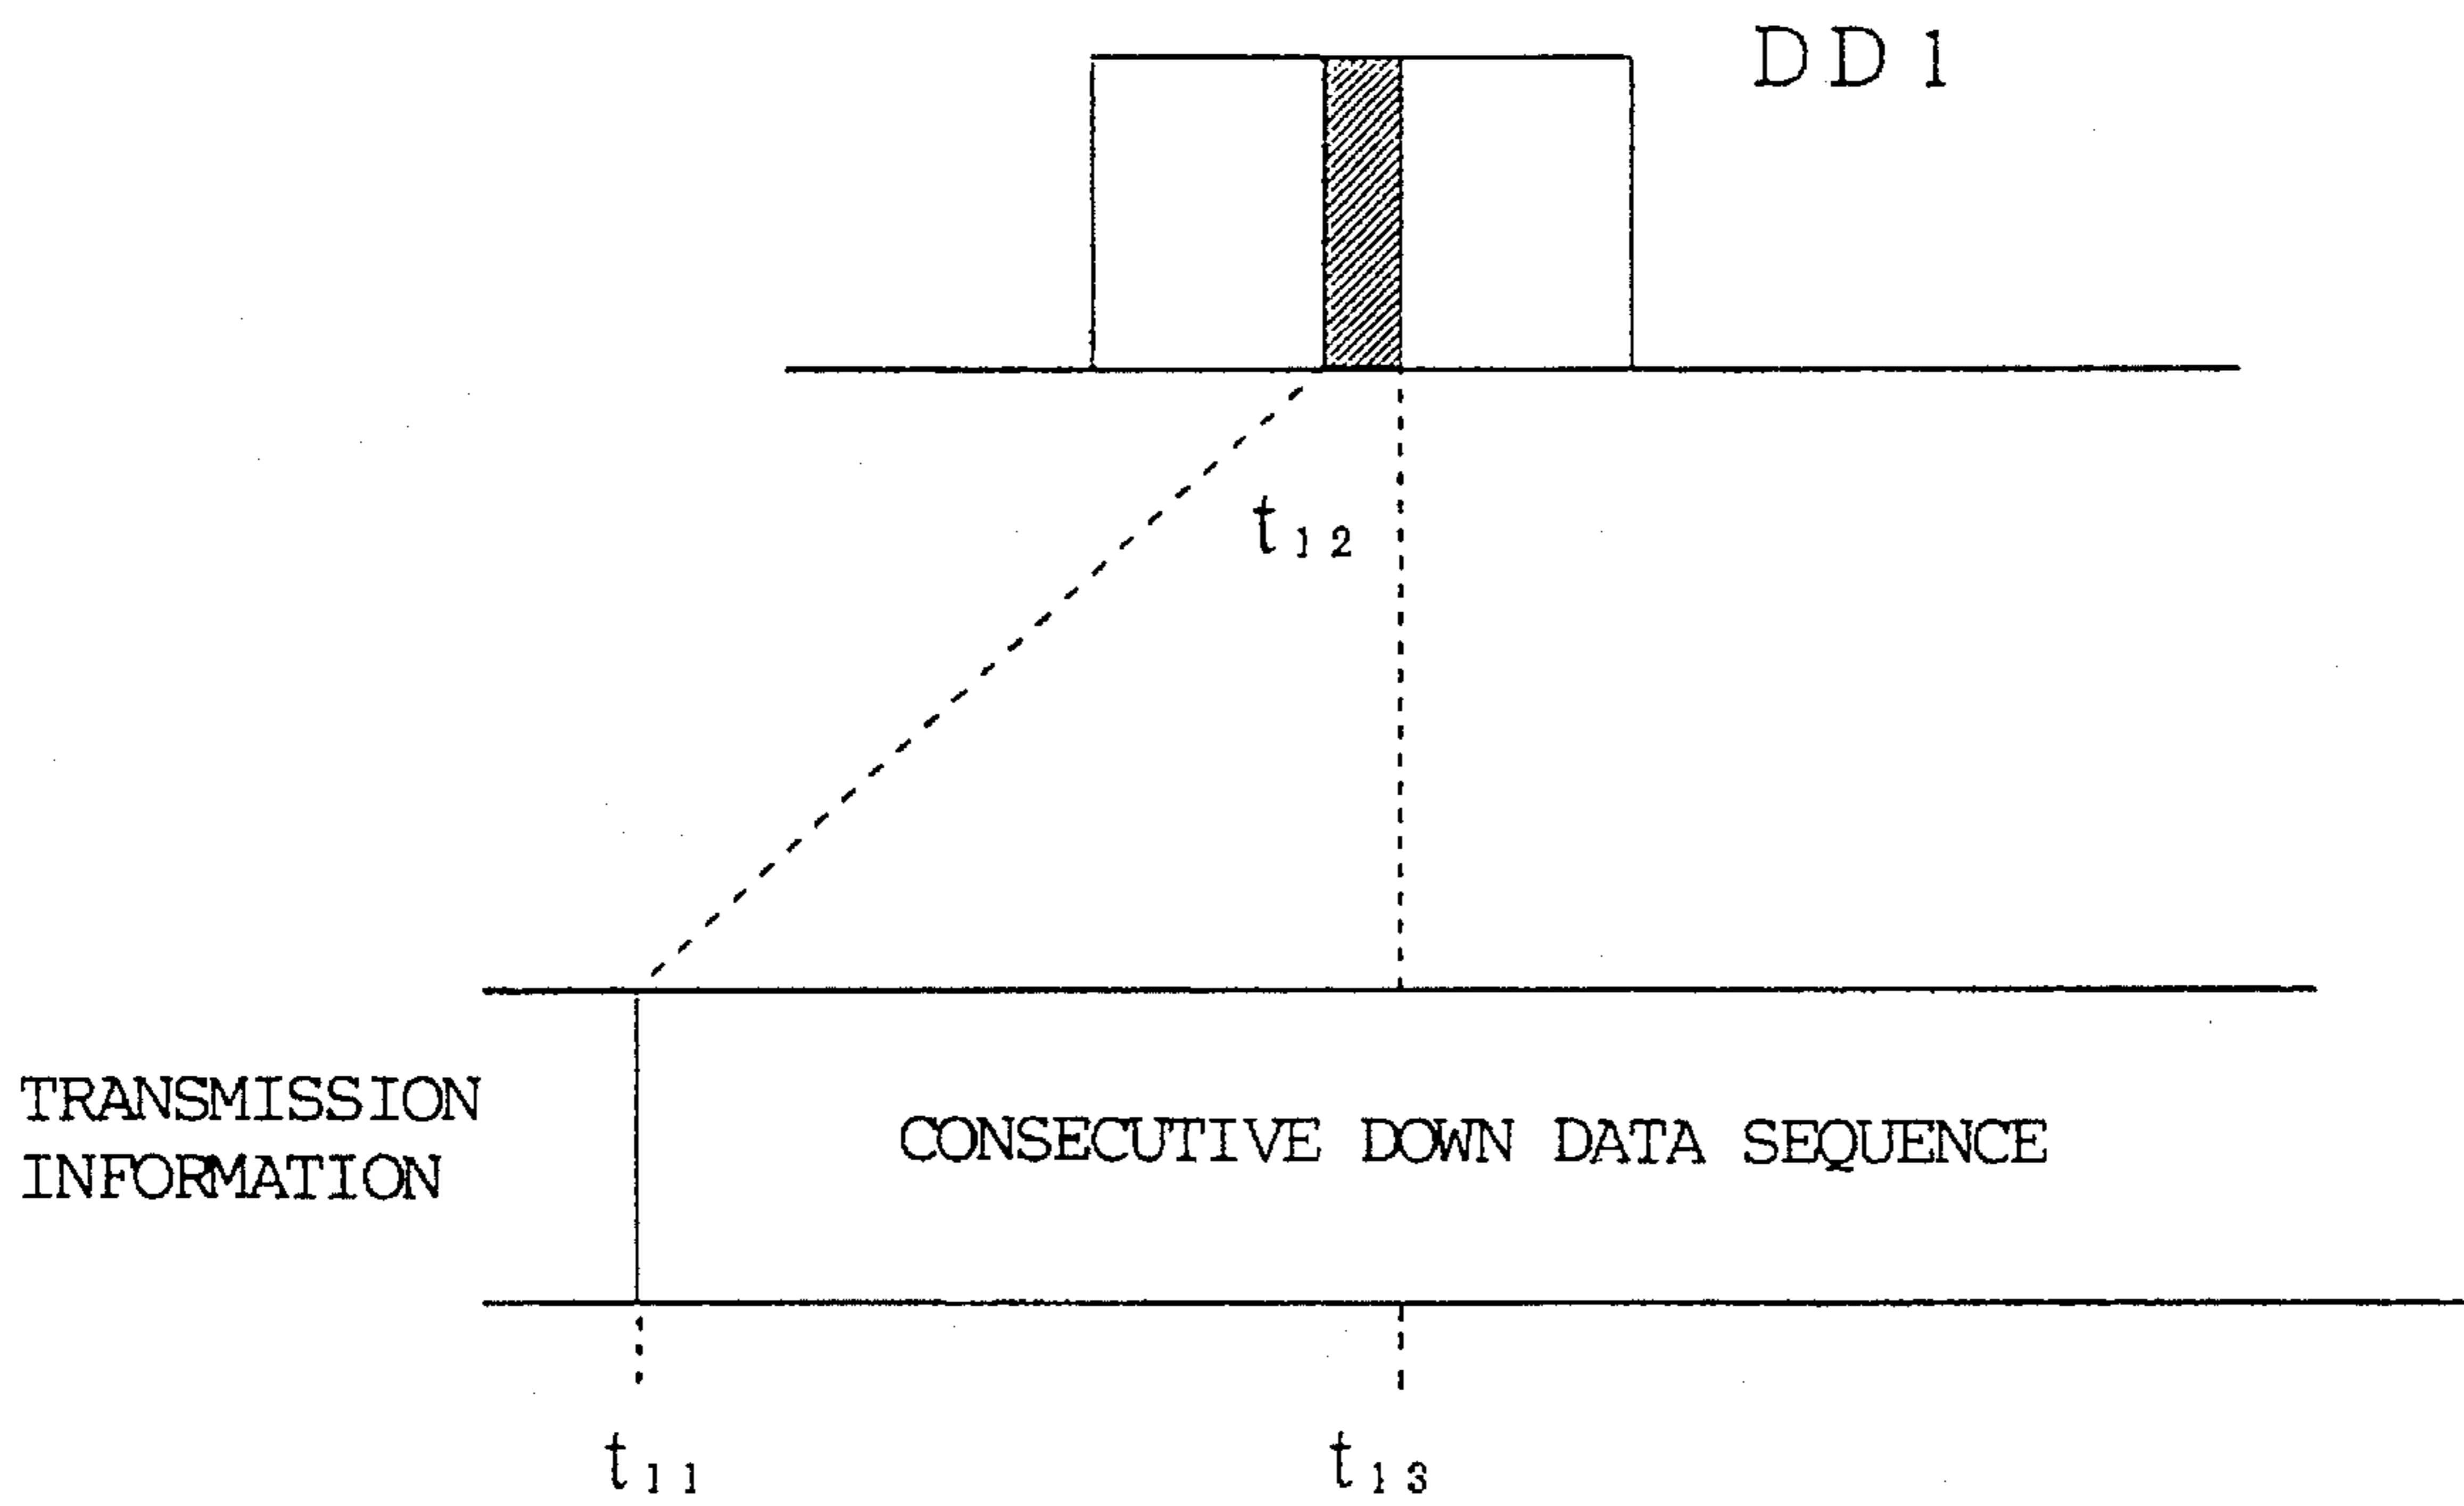 DD1
t₁₂
TRANSMISSION
INFORMATION
CONSECUTIVE DOWN DATA SEQUENCE
t₁₁
t₁₃